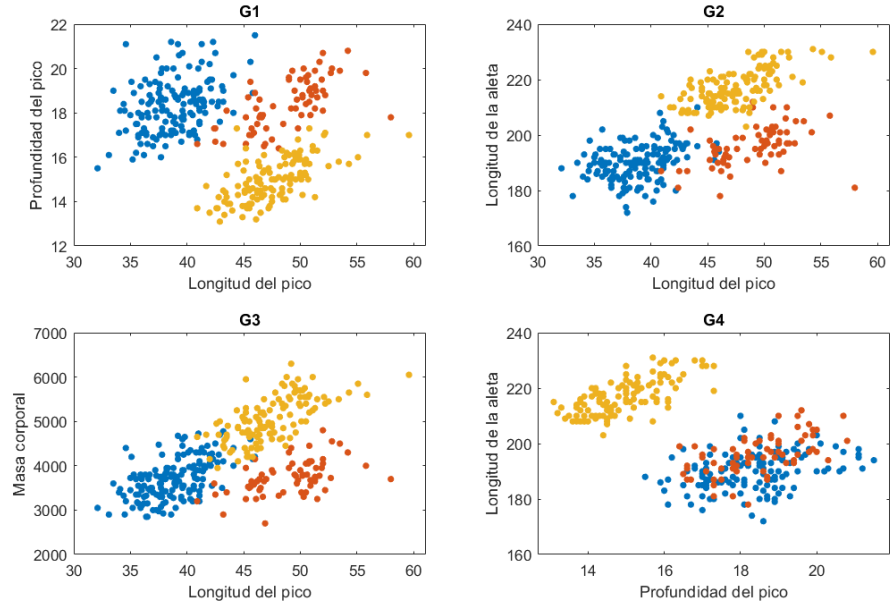 G1
22
20
18
16
14
12
Profundidad del pico
30 35 40 45 50 55 60
Longitud del pico
G2
240
220
200
180
160
Longitud de la aleta
30 35 40 45 50 55 60
Longitud del pico
G3
7000
6000
5000
4000
3000
2000
Masa corporal
30 35 40 45 50 55 60
Longitud del pico
G4
240
220
200
180
160
Longitud de la aleta
14 16 18 20
Profundidad del pico